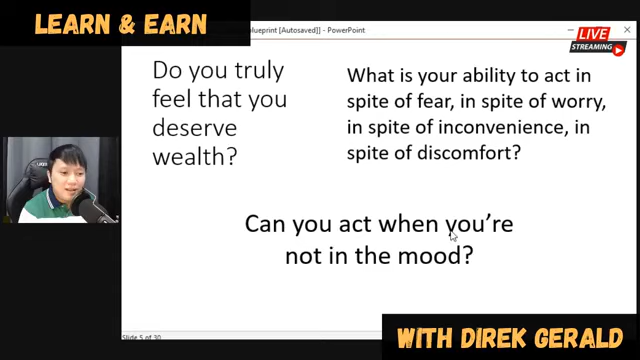 LEARN & EARN
blueprint [Autosaved]] - PowerPoint
LIVE
STREAMING
Do you truly
feel that you
deserve
wealth?
What is your ability to act in
spite of fear, in spite of worry,
in spite of inconvenience, in
spite of discomfort?
Can you act when you’re
not in the mood?
Slide 5 of 30
WITH DIREK GERALD